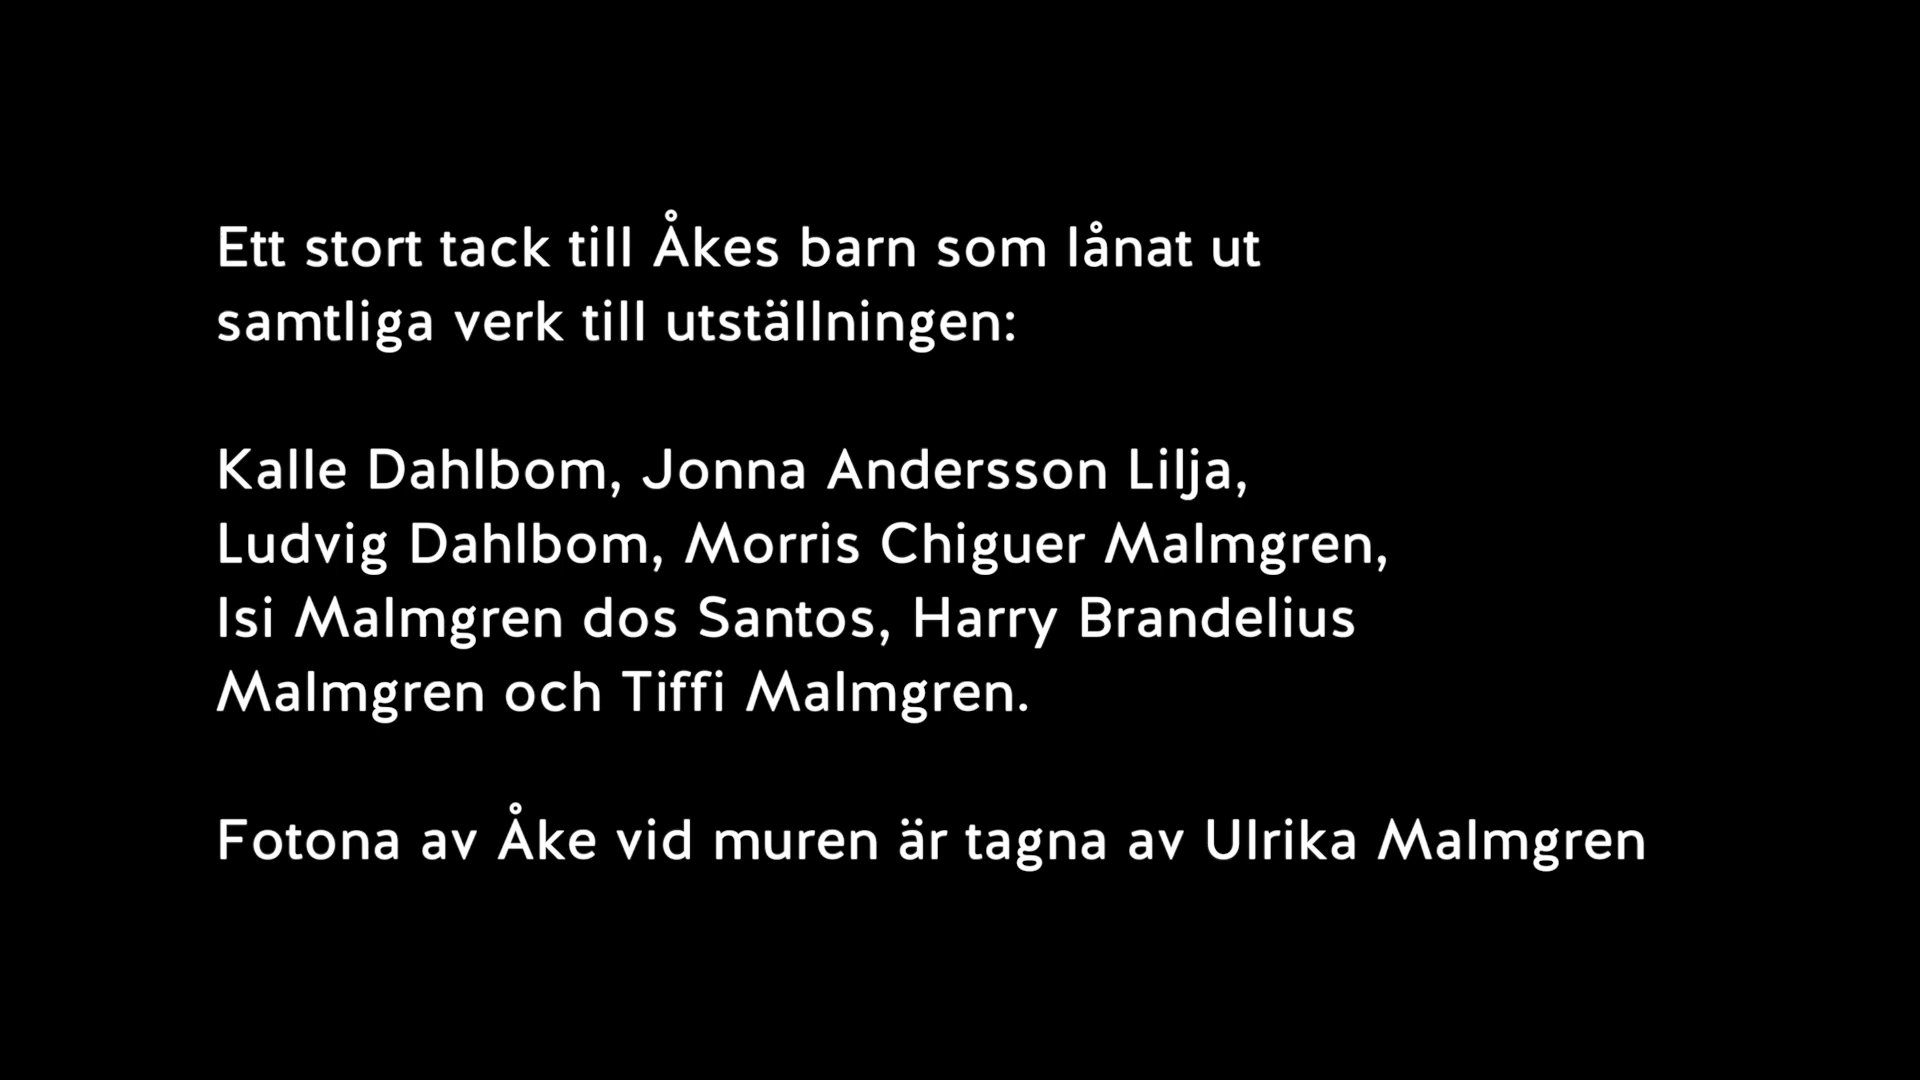 Ett stort tack till Åkes barn som lånat ut
samtliga verk till utställningen:
Kalle Dahlbom, Jonna Andersson Lilja,
Ludvig Dahlbom, Morris Chiguer Malmgren,
Isi Malmgren dos Santos, Harry Brandelius
Malmgren och Tiffi Malmgren.
Fotona av Åke vid muren är tagna av Ulrika Malmgren